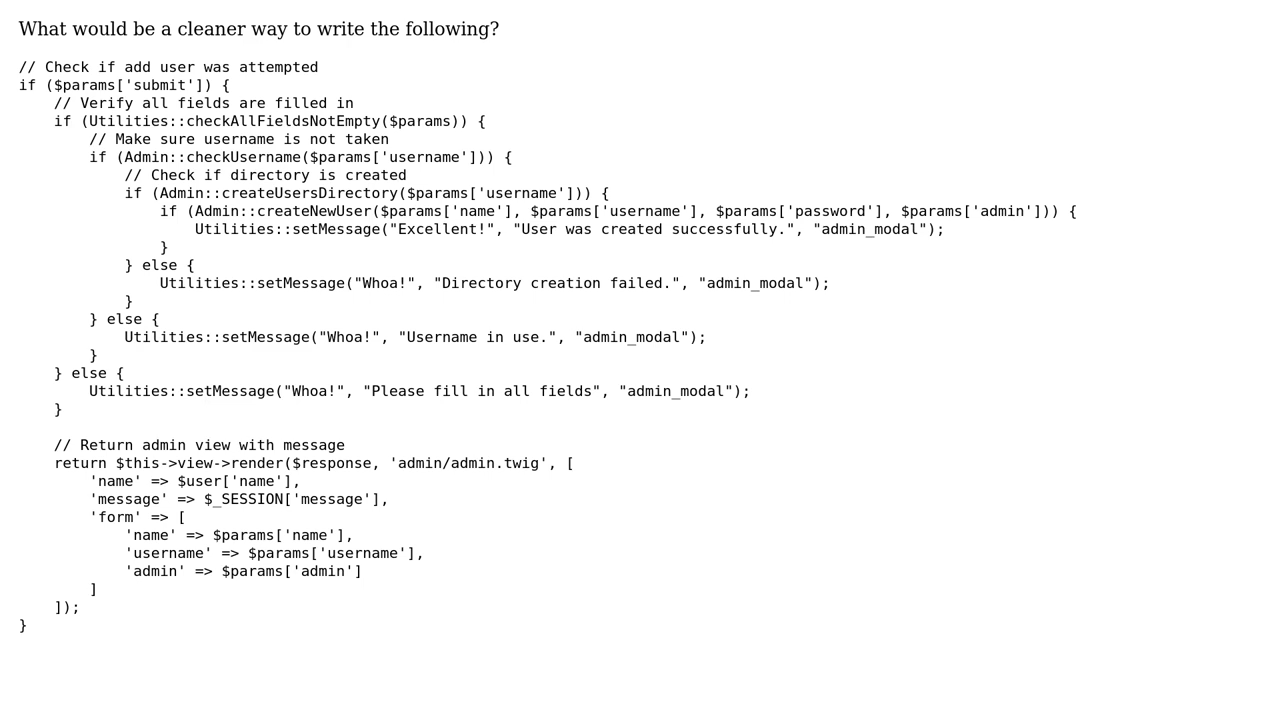 What would be a cleaner way to write the following?
// Check if add user was attempted
if ($params['submit']) {
    // Verify all fields are filled in
    if (Utilities::checkAllFieldsNotEmpty($params)) {
        // Make sure username is not taken
        if (Admin::checkUsername($params['username'])) {
            // Check if directory is created
            if (Admin::createUsersDirectory($params['username'])) {
                if (Admin::createNewUser($params['name'], $params['username'], $params['password'], $params['admin'])) {
                    Utilities::setMessage("Excellent!", "User was created successfully.", "admin_modal");
                }
            } else {
                Utilities::setMessage("Whoa!", "Directory creation failed.", "admin_modal");
            }
        } else {
            Utilities::setMessage("Whoa!", "Username in use.", "admin_modal");
        }
    } else {
        Utilities::setMessage("Whoa!", "Please fill in all fields", "admin_modal");
    }

    // Return admin view with message
    return $this->view->render($response, 'admin/admin.twig', [
        'name' => $user['name'],
        'message' => $_SESSION['message'],
        'form' => [
            'name' => $params['name'],
            'username' => $params['username'],
            'admin' => $params['admin']
        ]
    ]);
}